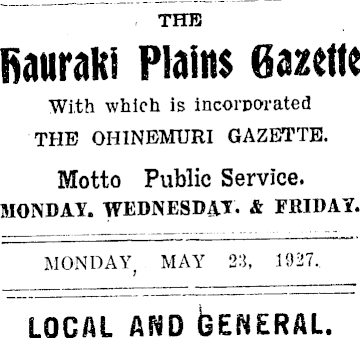 THE
Hauraki Plains Gazette
With which is incorporated
THE OHINEMURI GAZETTE.
Motto Public Service.
MONDAY. WEDNESDAY. & FRIDAY.
MONDAY, MAY 23, 1927.
LOCAL AND GENERAL.